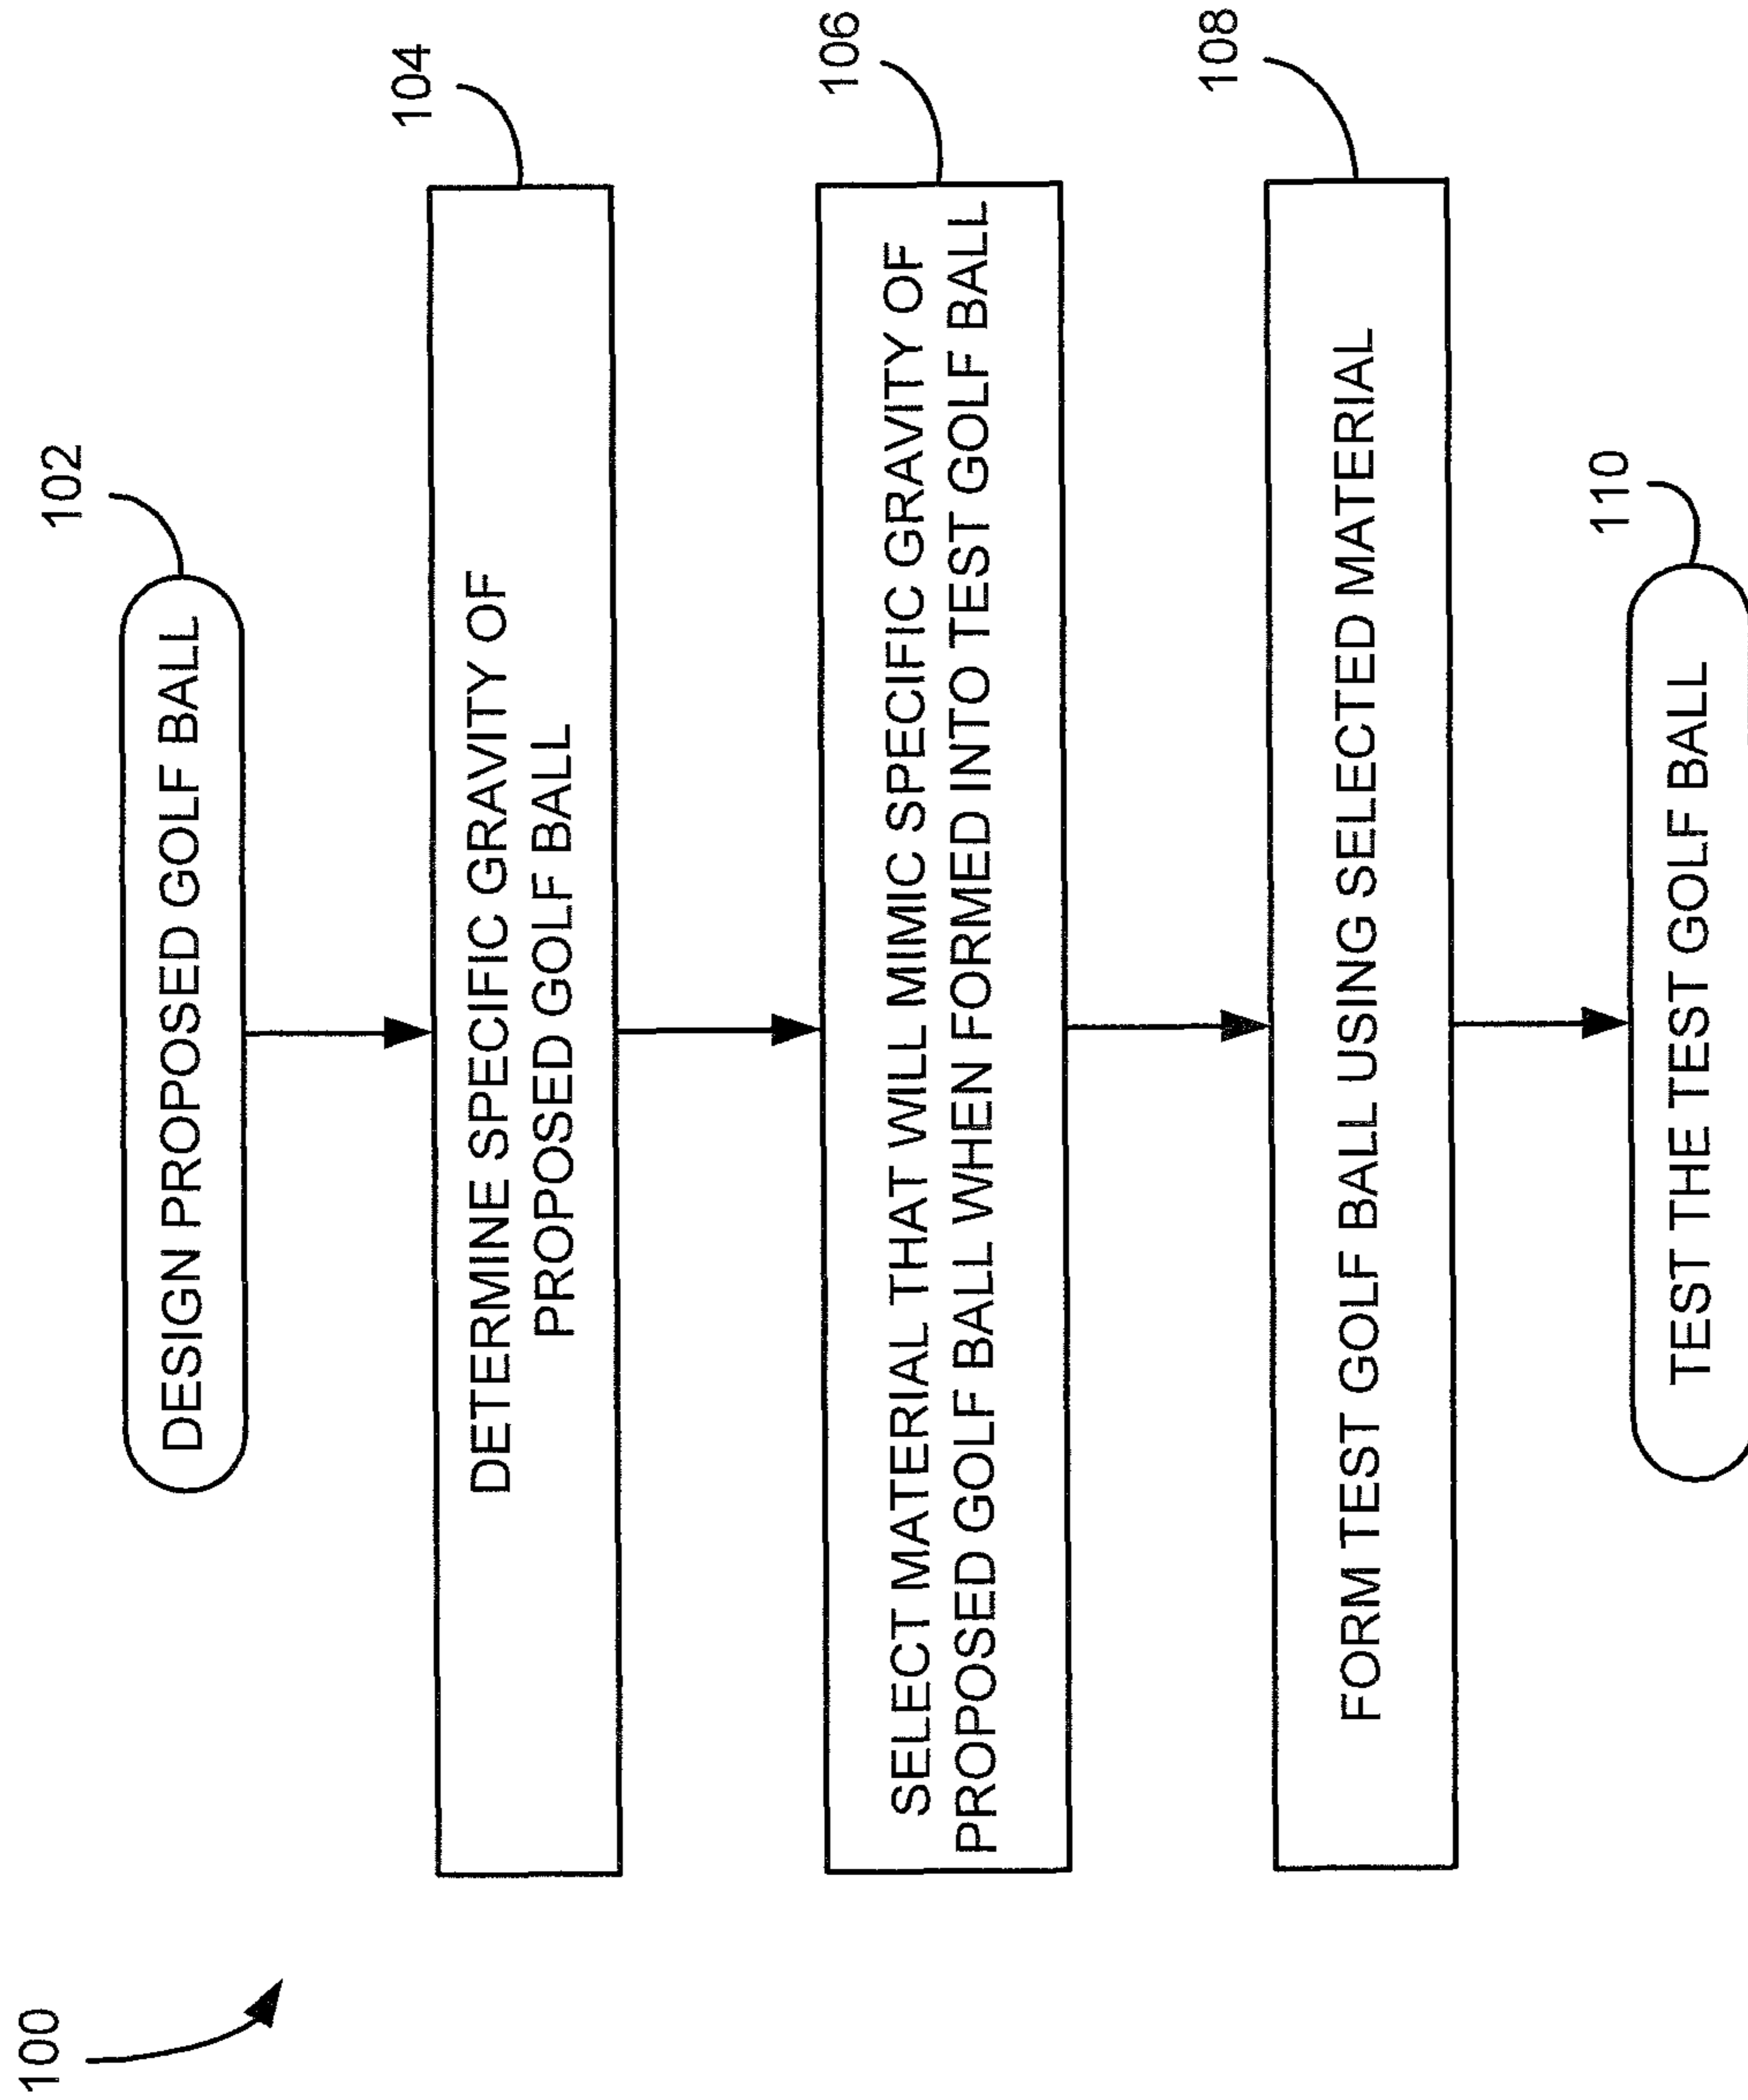 100
102
DESIGN PROPOSED GOLF BALL
104
DETERMINE SPECIFIC GRAVITY OF
PROPOSED GOLF BALL
106
SELECT MATERIAL THAT WILL MIMIC SPECIFIC GRAVITY OF
PROPOSED GOLF BALL WHEN FORMED INTO TEST GOLF BALL
108
FORM TEST GOLF BALL USING SELECTED MATERIAL
110
TEST THE TEST GOLF BALL